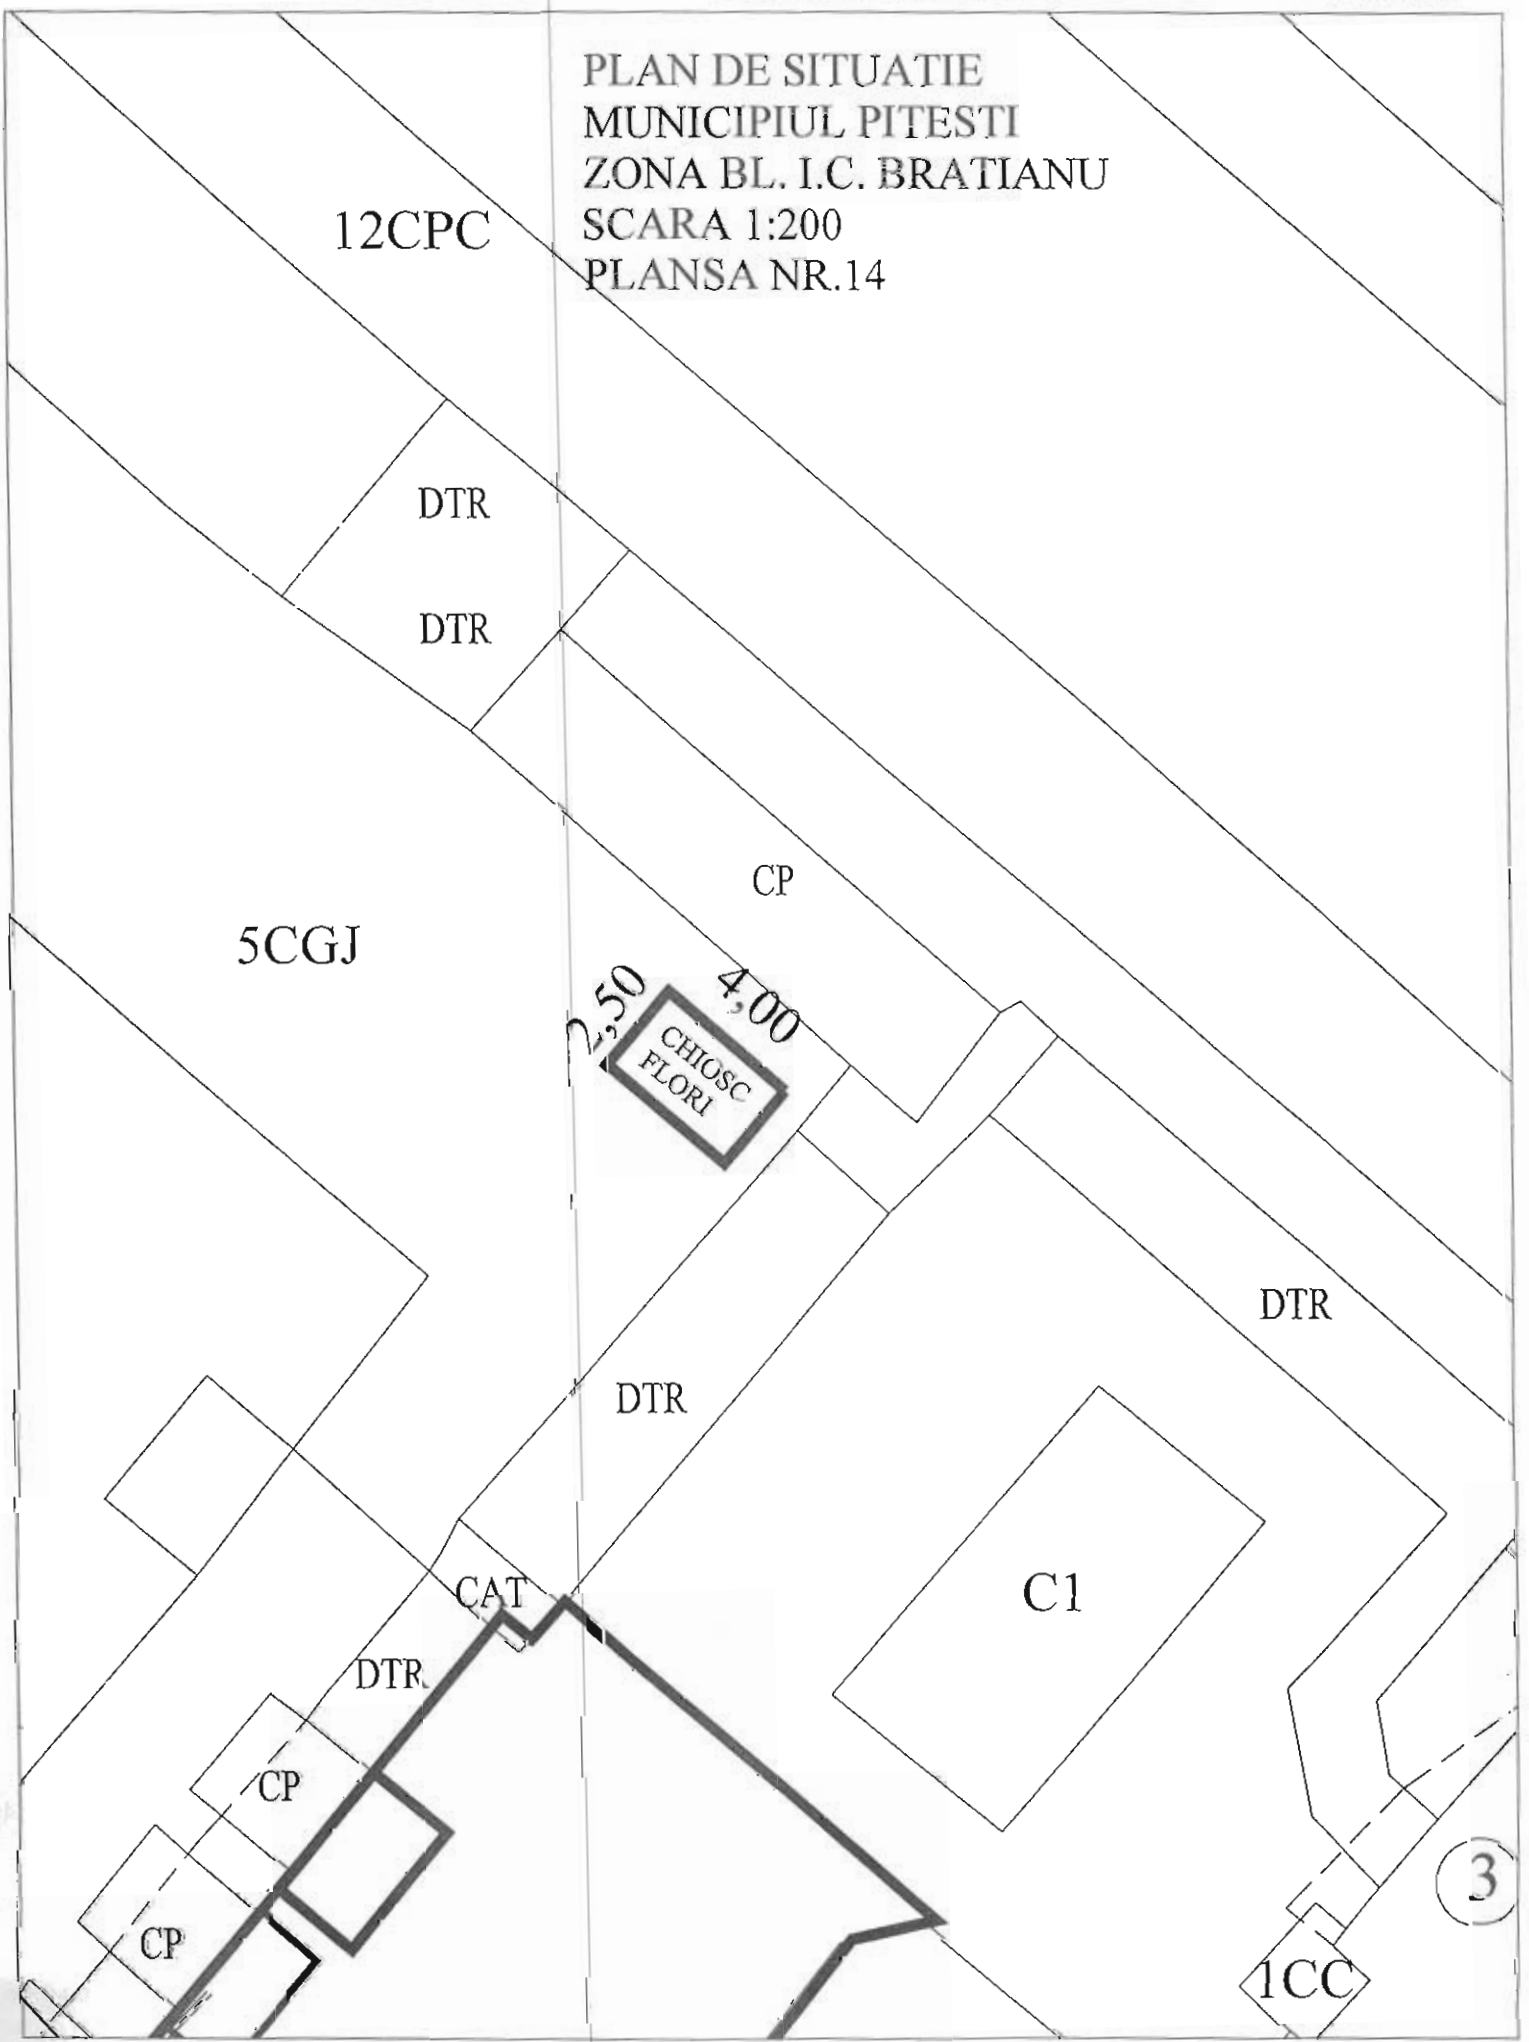 PLAN DE SITUATIE
MUNICIPIUL PITESTI
ZONA BL. I.C. BRATIANU
SCARA 1:200
PLANSA NR.14
12CPC
DTR
DTR
CP
5CGJ
2,50
4,00
CHIOSC
FLORI
DTR
DTR
C1
CAT
DTR
CP
3
CP
1CC